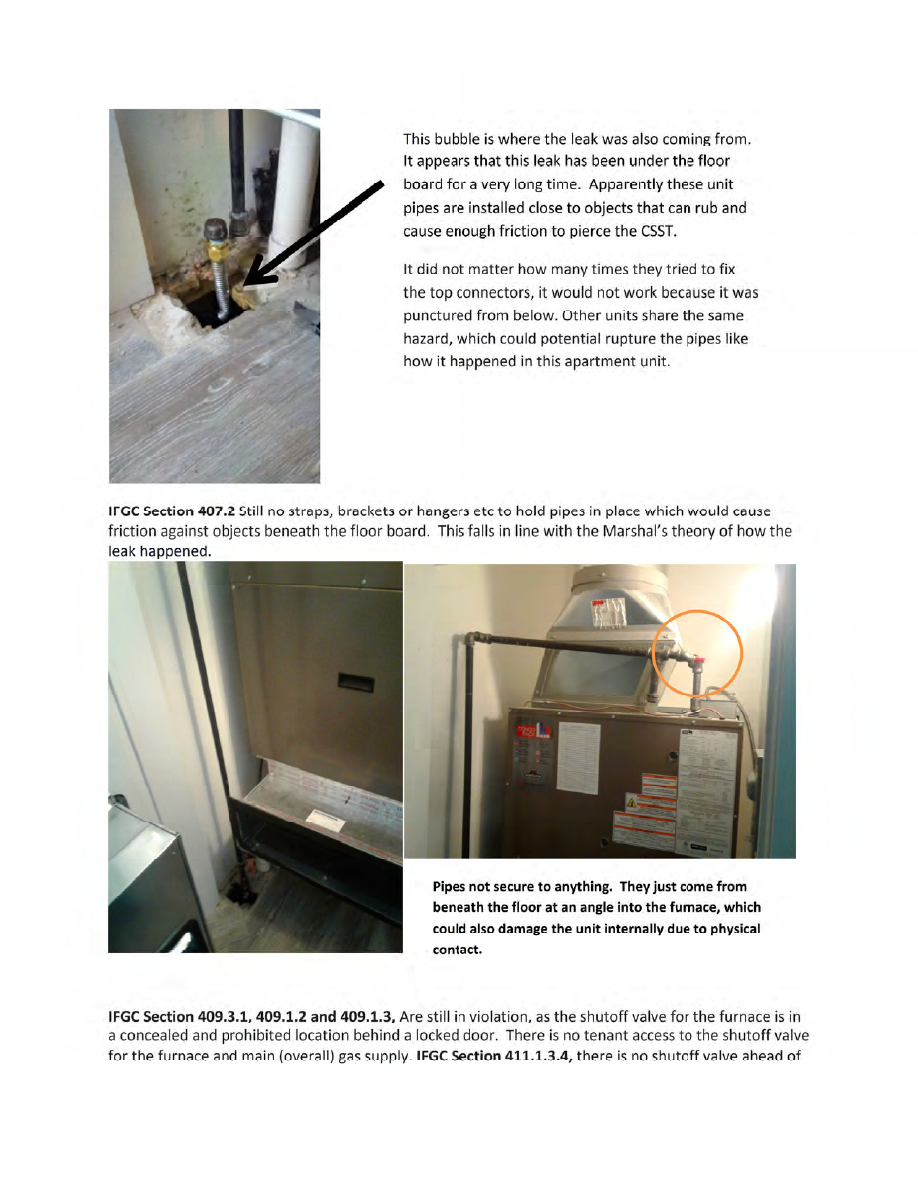 This bubble is where the leak was also coming from.
It appears that this leak has been under the floor
board for a very long time. Apparently these unit
pipes are installed close to objects that can rub and
cause enough friction to pierce the CSST.
It did not matter how many times they tried to fix
the top connectors, it would not work because it was
punctured from below. Other units share the same
hazard, which could potential rupture the pipes like
how it happened in this apartment unit.
IFGC Section 407.2 Still no straps, brackets or hangers etc to hold pipes in place which would cause
friction against objects beneath the floor board. This falls in line with the Marshal's theory of how the
leak happened.
Pipes not secure to anything. They just come from
beneath the floor at an angle into the furnace, which
could also damage the unit internally due to physical
contact.
IFGC Section 409.3.1, 409.1.2 and 409.1.3, Are still in violation, as the shutoff valve for the furnace is in
a concealed and prohibited location behind a locked door. There is no tenant access to the shutoff valve
for the furnace and main (overall) gas supply. IFGC Section 411.1.3.4, there is no shutoff valve ahead of